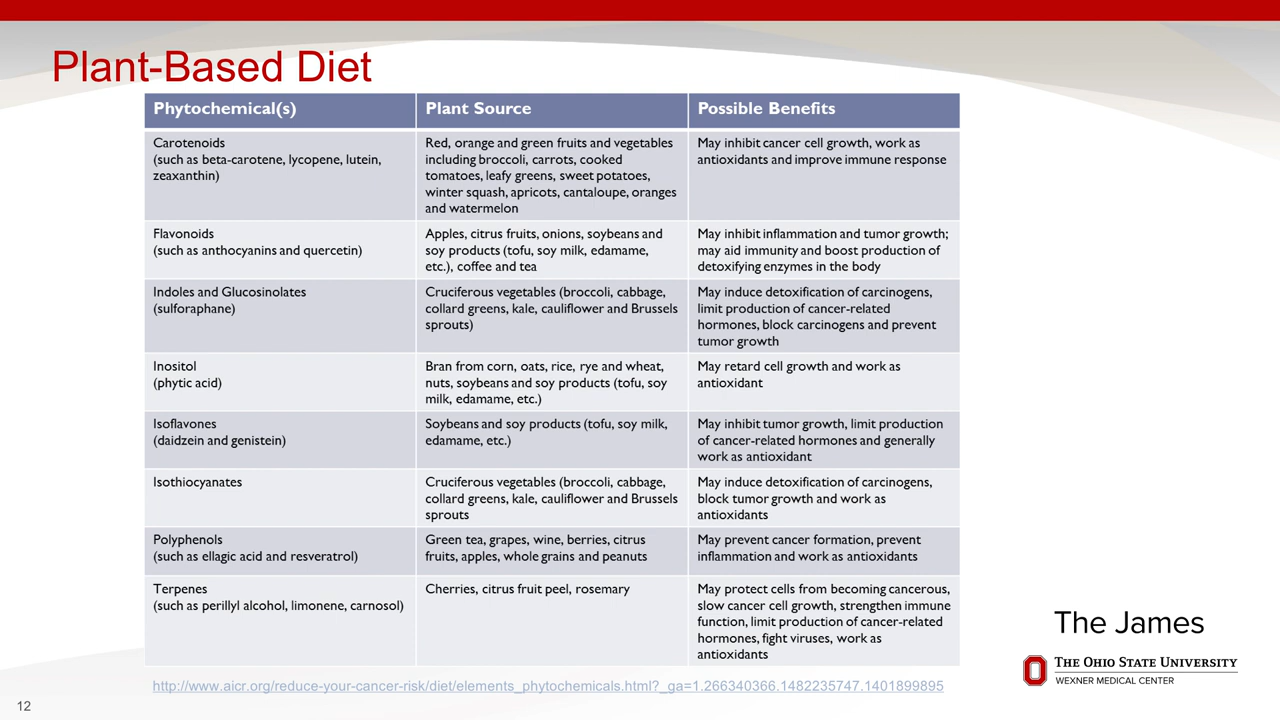 Plant-Based Diet
Phytochemical(s)
Plant Source
Possible Benefits
Carotenoids
(such as beta-carotene, lycopene, lutein,
zeaxanthin)
Red, orange and green fruits and vegetables
including broccoli, carrots, cooked
tomatoes, leafy greens, sweet potatoes,
winter squash, apricots, cantaloupe, oranges
and watermelon
May inhibit cancer cell growth, work as
antioxidants and improve immune response
Flavonoids
(such as anthocyanins and quercetin)
Apples, citrus fruits, onions, soybeans and
soy products (tofu, soy milk, edamame,
etc.), coffee and tea
May inhibit inflammation and tumor growth;
may aid immunity and boost production of
detoxifying enzymes in the body
Indoles and Glucosinolates
(sulforaphane)
Cruciferous vegetables (broccoli, cabbage,
collard greens, kale, cauliflower and Brussels
sprouts)
May induce detoxification of carcinogens,
limit production of cancer-related
hormones, block carcinogens and prevent
tumor growth
Inositol
(phytic acid)
Bran from corn, oats, rice, rye and wheat,
nuts, soybeans and soy products (tofu, soy
milk, edamame, etc.)
May retard cell growth and work as
antioxidant
Isoflavones
(daidzein and genistein)
Soybeans and soy products (tofu, soy milk,
edamame, etc.)
May inhibit tumor growth, limit production
of cancer-related hormones and generally
work as antioxidant
Isothiocyanates
Cruciferous vegetables (broccoli, cabbage,
collard greens, kale, cauliflower and Brussels
sprouts
May induce detoxification of carcinogens,
block tumor growth and work as
antioxidants
Polyphenols
(such as ellagic acid and resveratrol)
Green tea, grapes, wine, berries, citrus
fruits, apples, whole grains and peanuts
May prevent cancer formation, prevent
inflammation and work as antioxidants
Terpenes
(such as perillyl alcohol, limonene, carnosol)
Cherries, citrus fruit peel, rosemary
May protect cells from becoming cancerous,
slow cancer cell growth, strengthen immune
function, limit production of cancer-related
hormones, fight viruses, work as
antioxidants
The James
THE OHIO STATE UNIVERSITY
WEXNER MEDICAL CENTER
http://www.aicr.org/reduce-your-cancer-risk/diet/elements_phytochemicals.html?_ga=1.266340366.1482235747.1401899895
12